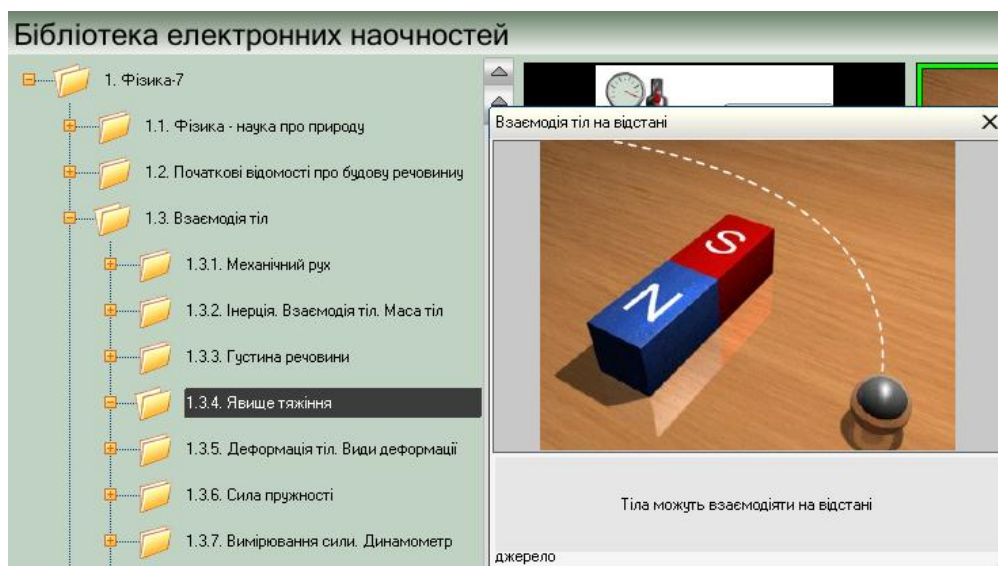 Бібліотека електронних наочностей
1. Фізика-7
1.1. Фізика - наука про природу
1.2. Початкові відомості про будову речовиниу
1.3. Взаємодія тіл
1.3.1. Механічний рух
1.3.2. Інерція. Взаємодія тіл. Маса тіл
1.3.3. Густина речовини
1.3.4. Явище тяжіння
1.3.5. Деформація тіл. Види деформації
1.3.6. Сила пружності
1.3.7. Вимірювання сили. Динамометр
Взаємодія тіл на відстані
S
N
Тіла можуть взаємодіяти на відстані
джерело